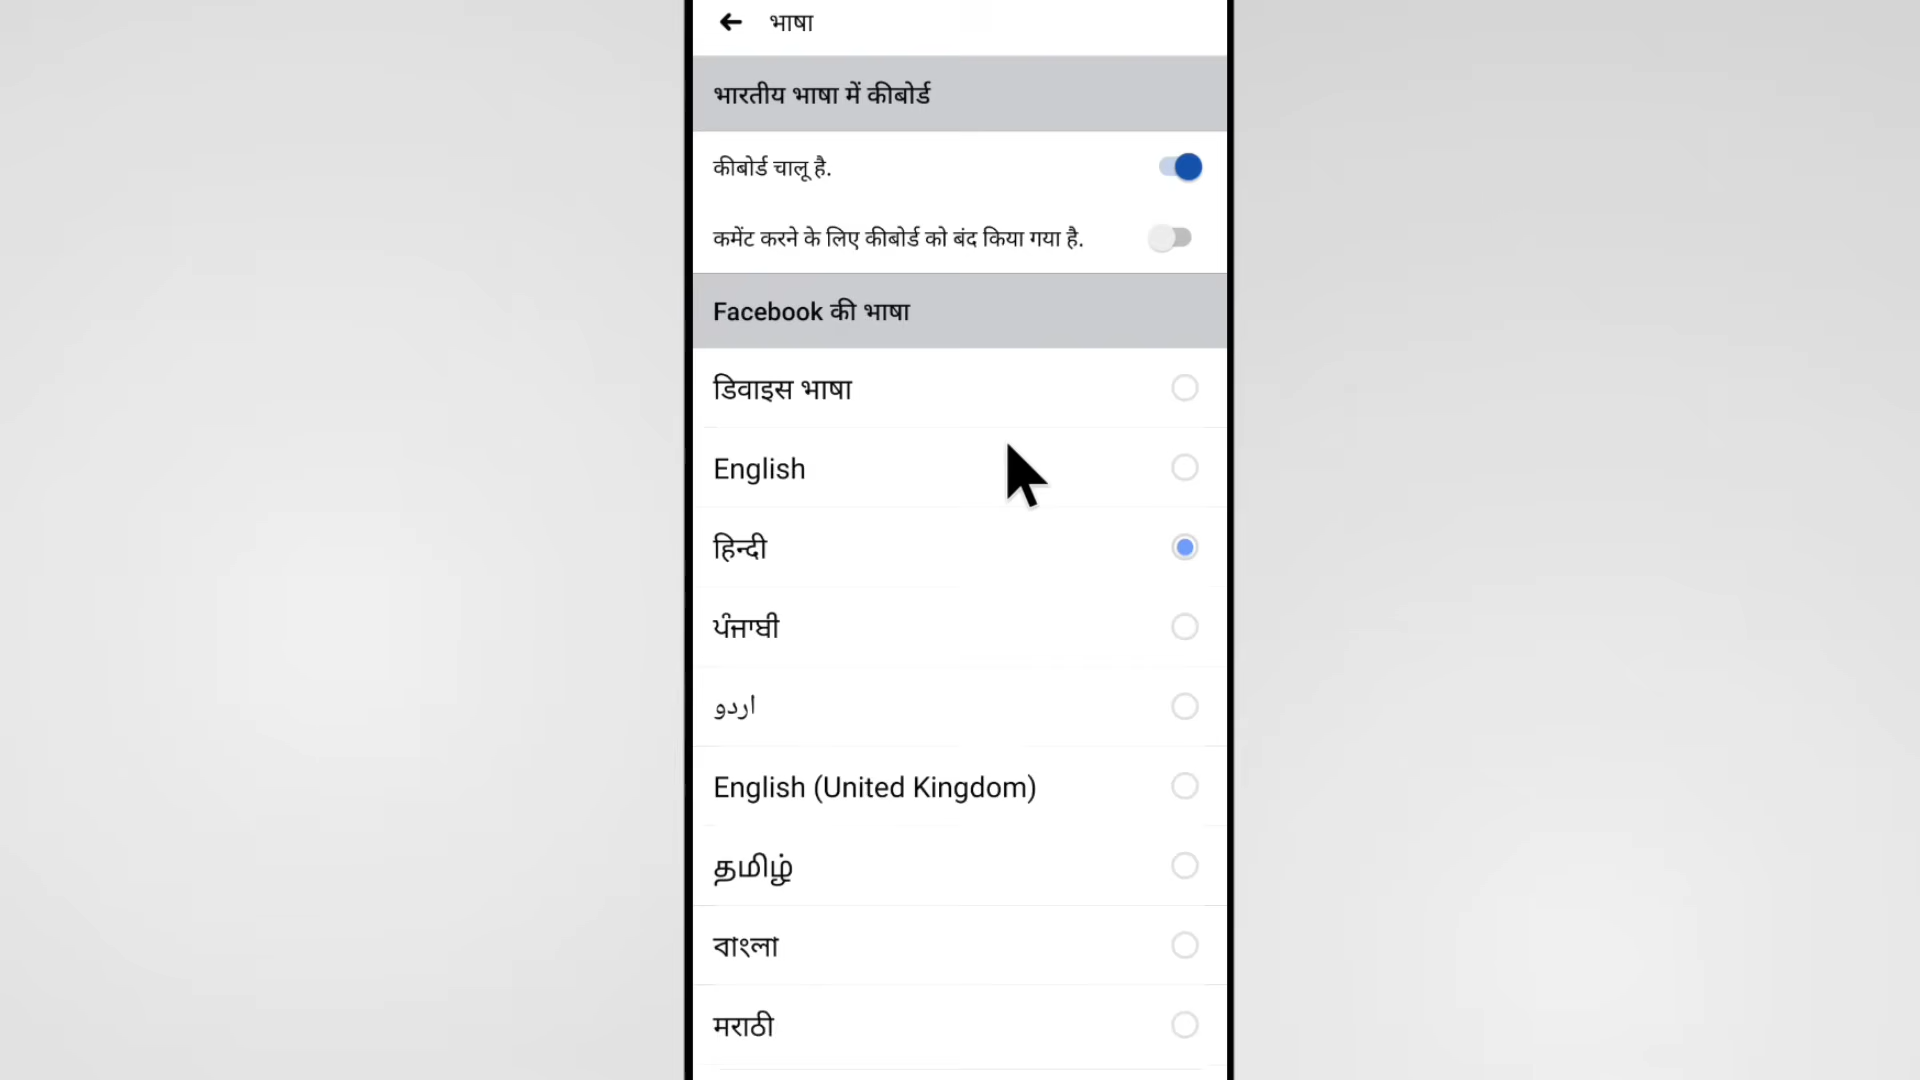 भाषा
भारतीय भाषा में कीबोर्ड
कीबोर्ड चालू है.
कमेंट करने के लिए कीबोर्ड को बंद किया गया है.
Facebook की भाषा
डिवाइस भाषा
English
हिन्दी
ਪੰਜਾਬੀ
اردو
English (United Kingdom)
தமிழ்
বাংলা
मराठी